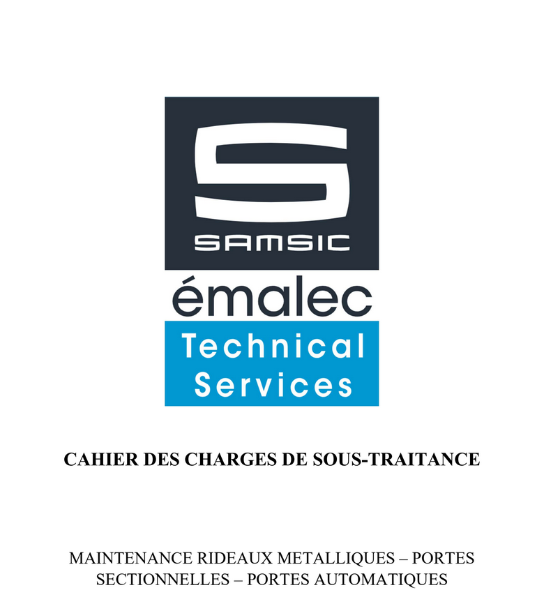 SAMSIC
émalec
Technical
Services
CAHIER DES CHARGES DE SOUS-TRAITANCE
MAINTENANCE RIDEAUX METALLIQUES – PORTES
SECTIONNELLES – PORTES AUTOMATIQUES